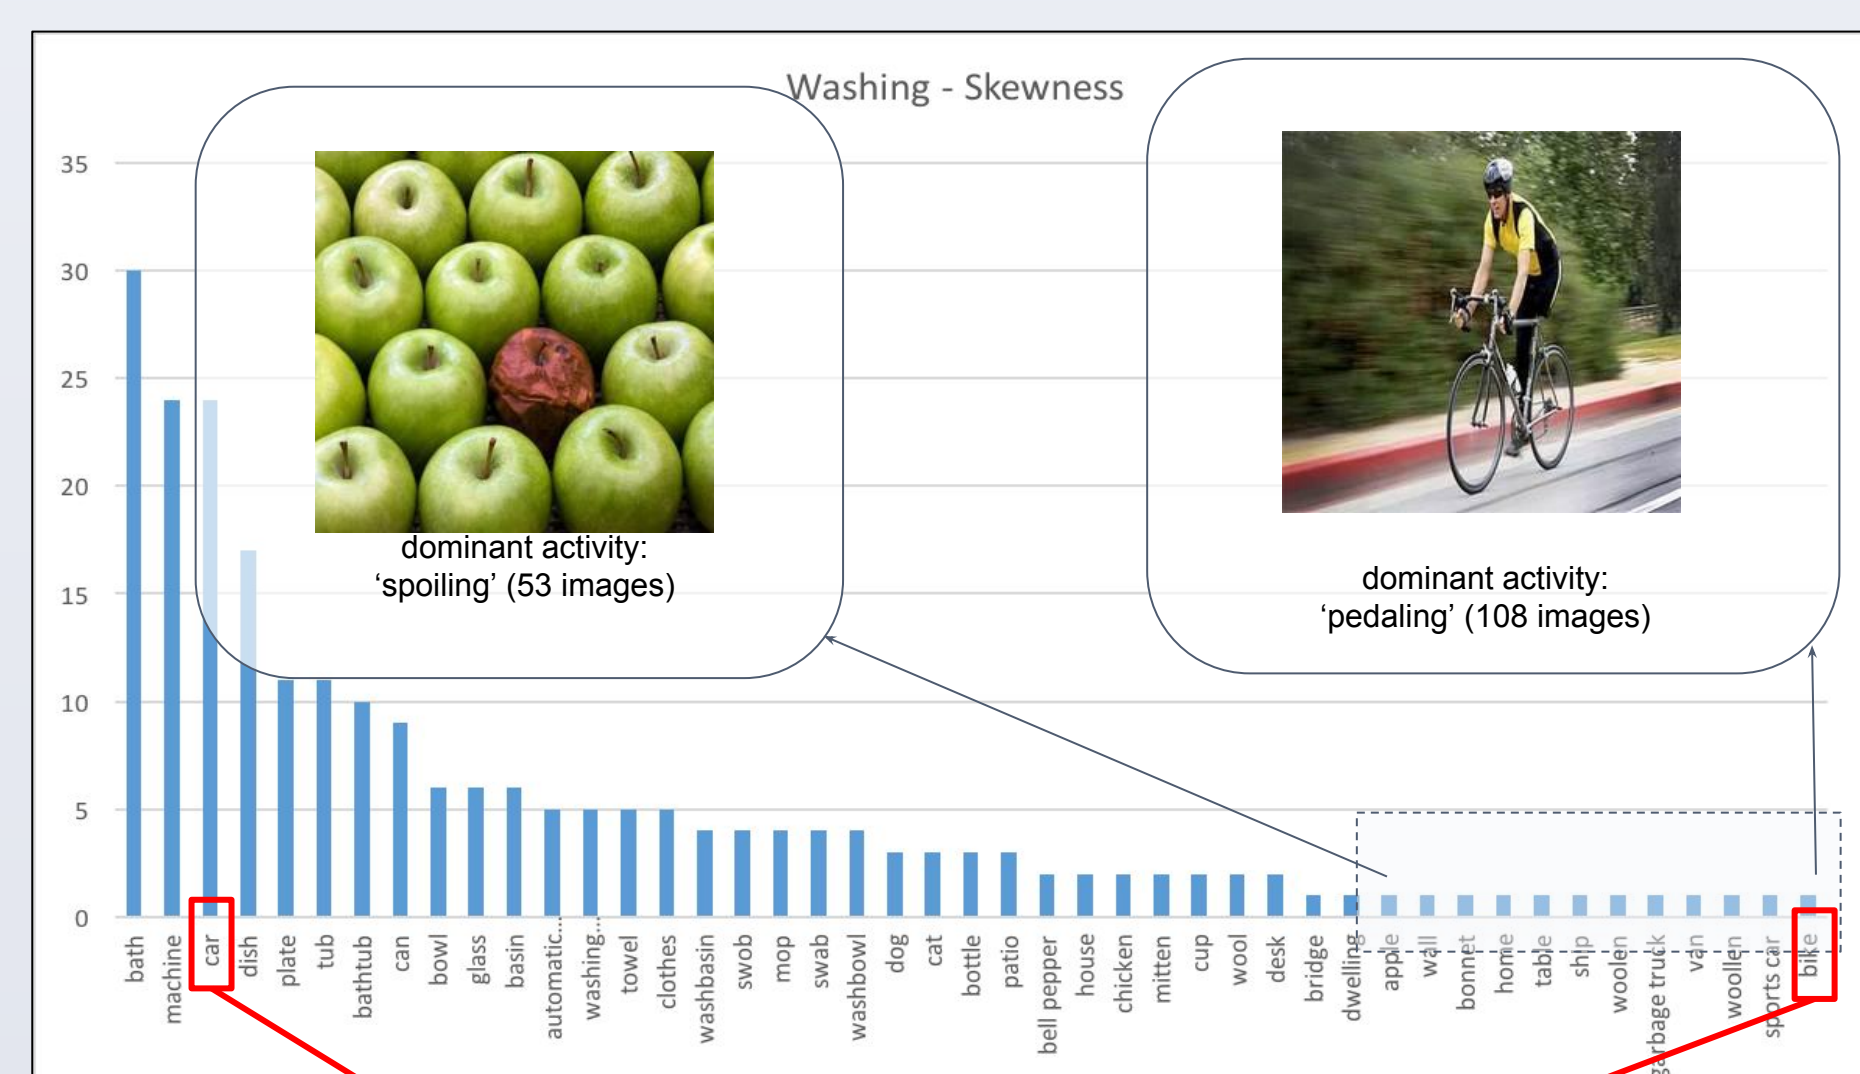 Washing - Skewness
35
30
25
20
15
10
5
0
dominant activity:
‘spoiling’ (53 images)
dominant activity:
‘pedaling’ (108 images)
bath
machine
car
dish
plate
tub
bathtub
can
bowl
glass
basin
automatic...
washing...
towel
clothes
washbasin
swob
mop
swab
washbowl
dog
cat
bottle
patio
bell pepper
house
chicken
mitten
cup
wool
desk
bridge
dwelling
apple
wall
bonnet
home
table
ship
woolen
garbage truck
van
woollen
sports car
bike